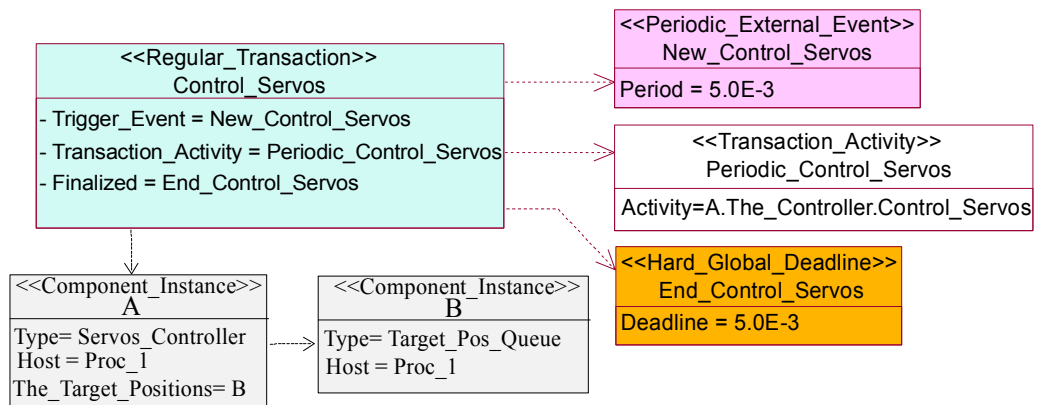 <<Regular_Transaction>>
Control_Servos
- Trigger_Event = New_Control_Servos
- Transaction_Activity = Periodic_Control_Servos
- Finalized = End_Control_Servos
<<Periodic_External_Event>>
New_Control_Servos
Period = 5.0E-3
<<Transaction_Activity>>
Periodic_Control_Servos
Activity=A.The_Controller.Control_Servos
<<Hard_Global_Deadline>>
End_Control_Servos
Deadline = 5.0E-3
<<Component_Instance>>
A
Type= Servos_Controller
Host = Proc_1
The_Target_Positions= B
<<Component_Instance>>
B
Type= Target_Pos_Queue
Host = Proc_1